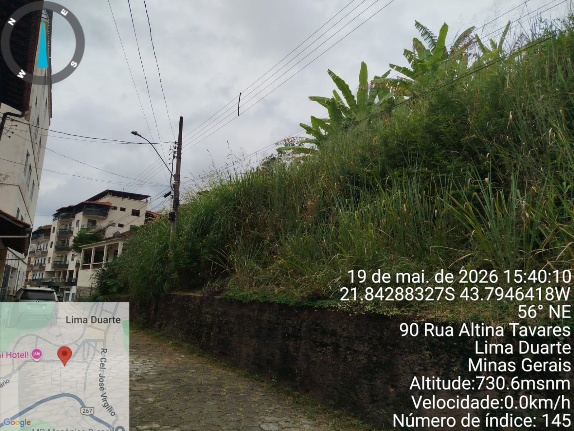 N
E
S
W
19 de mai. de 2026 15:40:10
21.84288327S 43.7946418W
56° NE
90 Rua Altina Tavares
Lima Duarte
Minas Gerais
Altitude:730.6msnm
Velocidade:0.0km/h
Número de índice: 145
Lima Duarte
Hotel!
R. Cel. José Virgílio
267
Google